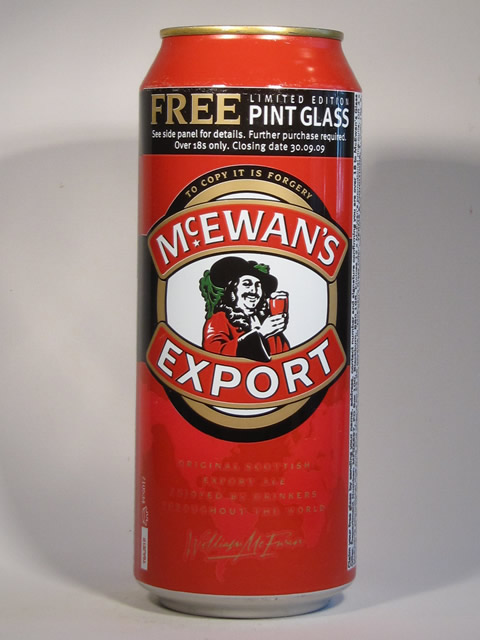 FREE LIMITED EDITION
PINT GLASS
See side panel for details. Further purchase required.
Over 18s only. Closing date 30.09.09
TO COPY IT IS FORGERY
McEWAN'S
EXPORT
ORIGINAL SCOTTISH
EXPORT ALE
ENJOYED BY DRINKERS
THROUGHOUT THE WORLD
William McEwan